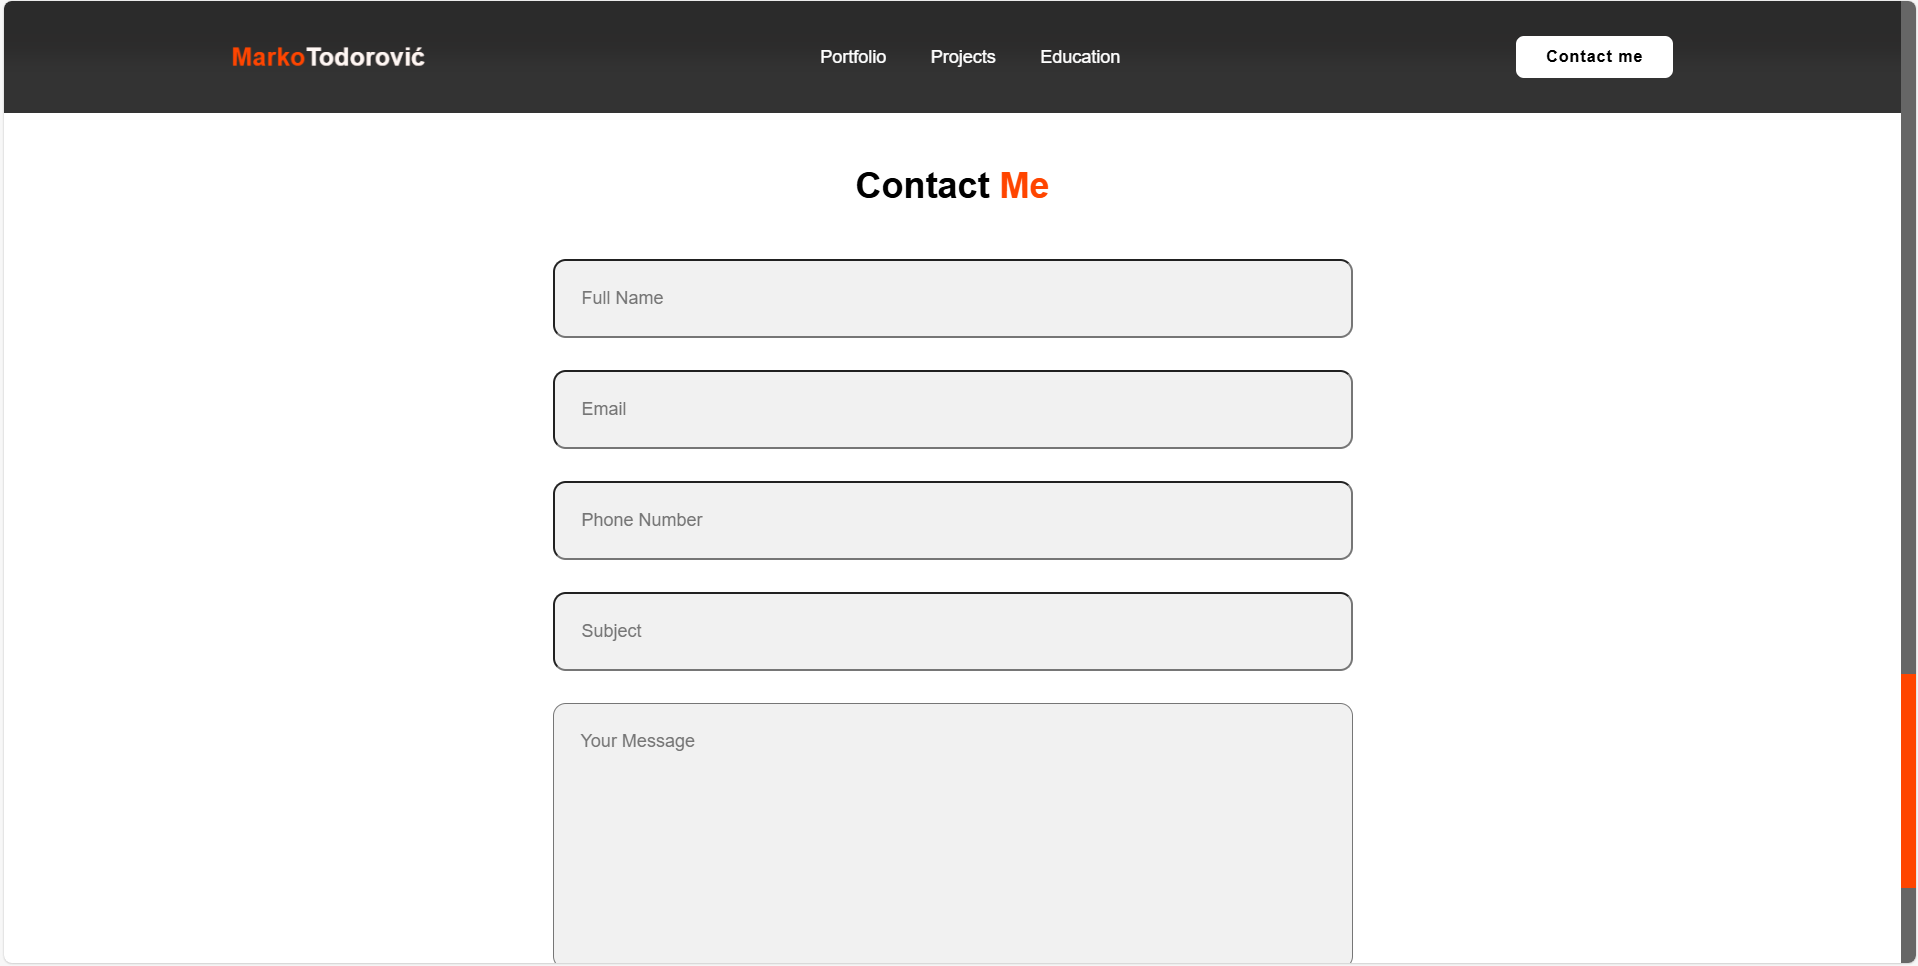 MarkoTodorović
Portfolio Projects Education
Contact me
Contact Me
Full Name
Email
Phone Number
Subject
Your Message